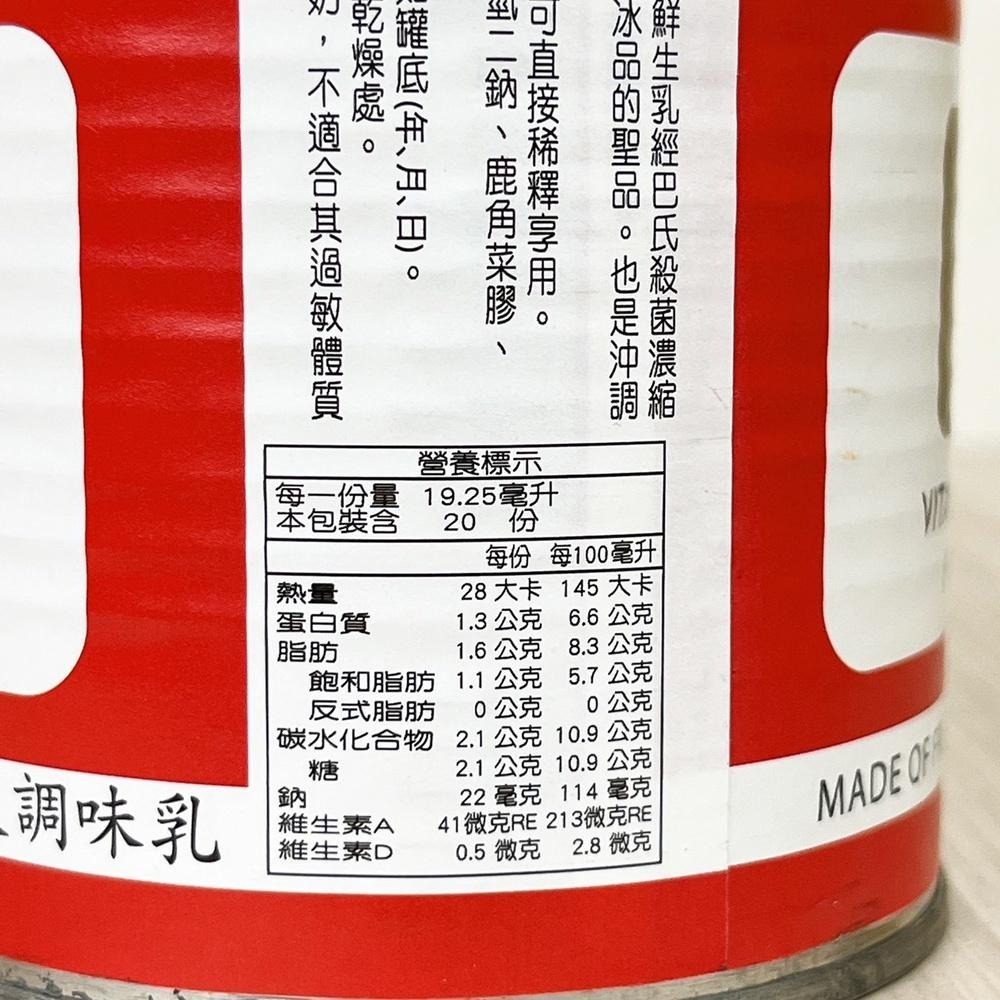 鮮生乳經巴氏殺菌濃縮
冰品的聖品。也是沖調
可直接稀釋享用。
氫二鈉、鹿角菜膠、
罐底(年、月、日)。
乾燥處。
奶，不適合其過敏體質
營養標示
每一份量 19.25毫升
本包裝含 20 份
每份 每100毫升
熱量 28 大卡 145 大卡
蛋白質 1.3 公克 6.6 公克
脂肪 1.6 公克 8.3 公克
飽和脂肪 1.1 公克 5.7 公克
反式脂肪 0 公克 0 公克
碳水化合物 2.1 公克 10.9 公克
糖 2.1 公克 10.9 公克
鈉 22 毫克 114 毫克
維生素A 41微克RE 213微克RE
維生素D 0.5 微克 2.8 微克
調味乳
MADE OF